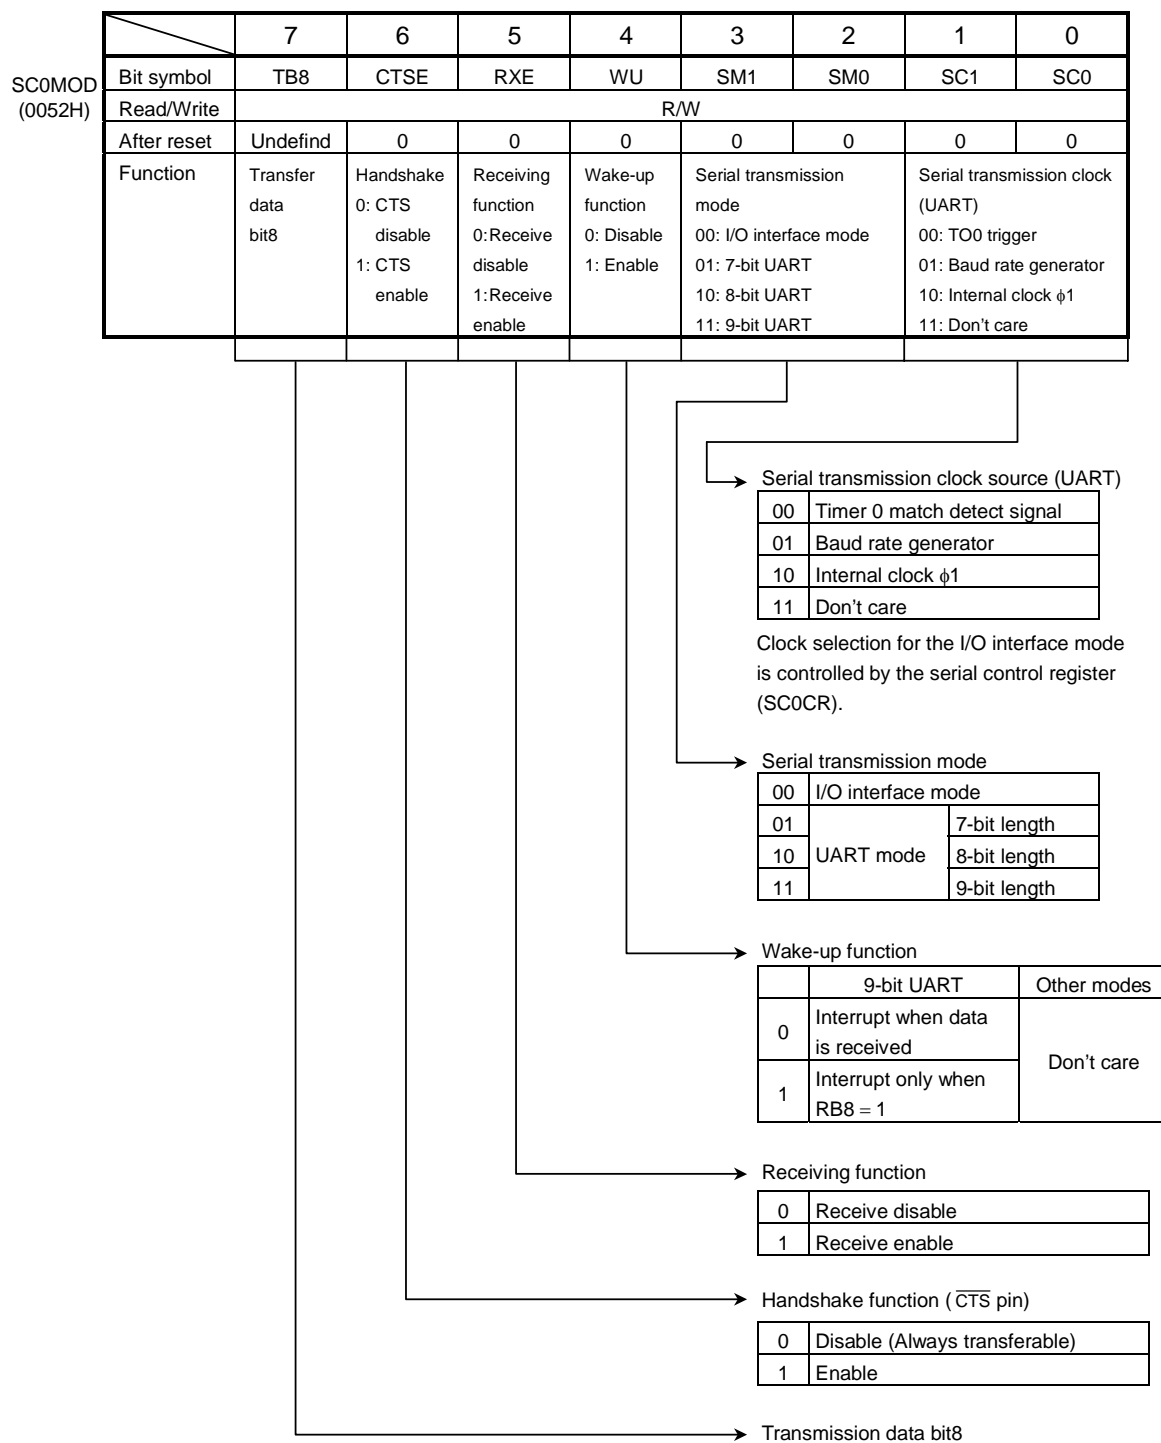 7 6 5 4 3 2 1 0
SC0MOD
(0052H)
Bit symbol TB8 CTSE RXE WU SM1 SM0 SC1 SC0
Read/Write R/W
After reset Undefind 0 0 0 0 0 0 0
Function
Transfer
data
bit8
Handshake
0: CTS
disable
1: CTS
enable
Receiving
function
0:Receive
disable
1:Receive
enable
Wake-up
function
0: Disable
1: Enable
Serial transmission
mode
00: I/O interface mode
01: 7-bit UART
10: 8-bit UART
11: 9-bit UART
Serial transmission clock
(UART)
00: TO0 trigger
01: Baud rate generator
10: Internal clock ϕ1
11: Don't care
Serial transmission clock source (UART)
00 Timer 0 match detect signal
01 Baud rate generator
10 Internal clock ϕ1
11 Don't care
Clock selection for the I/O interface mode
is controlled by the serial control register
(SC0CR).
Serial transmission mode
00 I/O interface mode
01 7-bit length
10 UART mode 8-bit length
11 9-bit length
Wake-up function
9-bit UART Other modes
0 Interrupt when data
is received
Don't care
1 Interrupt only when
RB8 = 1
Receiving function
0 Receive disable
1 Receive enable
Handshake function ( C̅T̅S̅ pin)
0 Disable (Always transferable)
1 Enable
Transmission data bit8